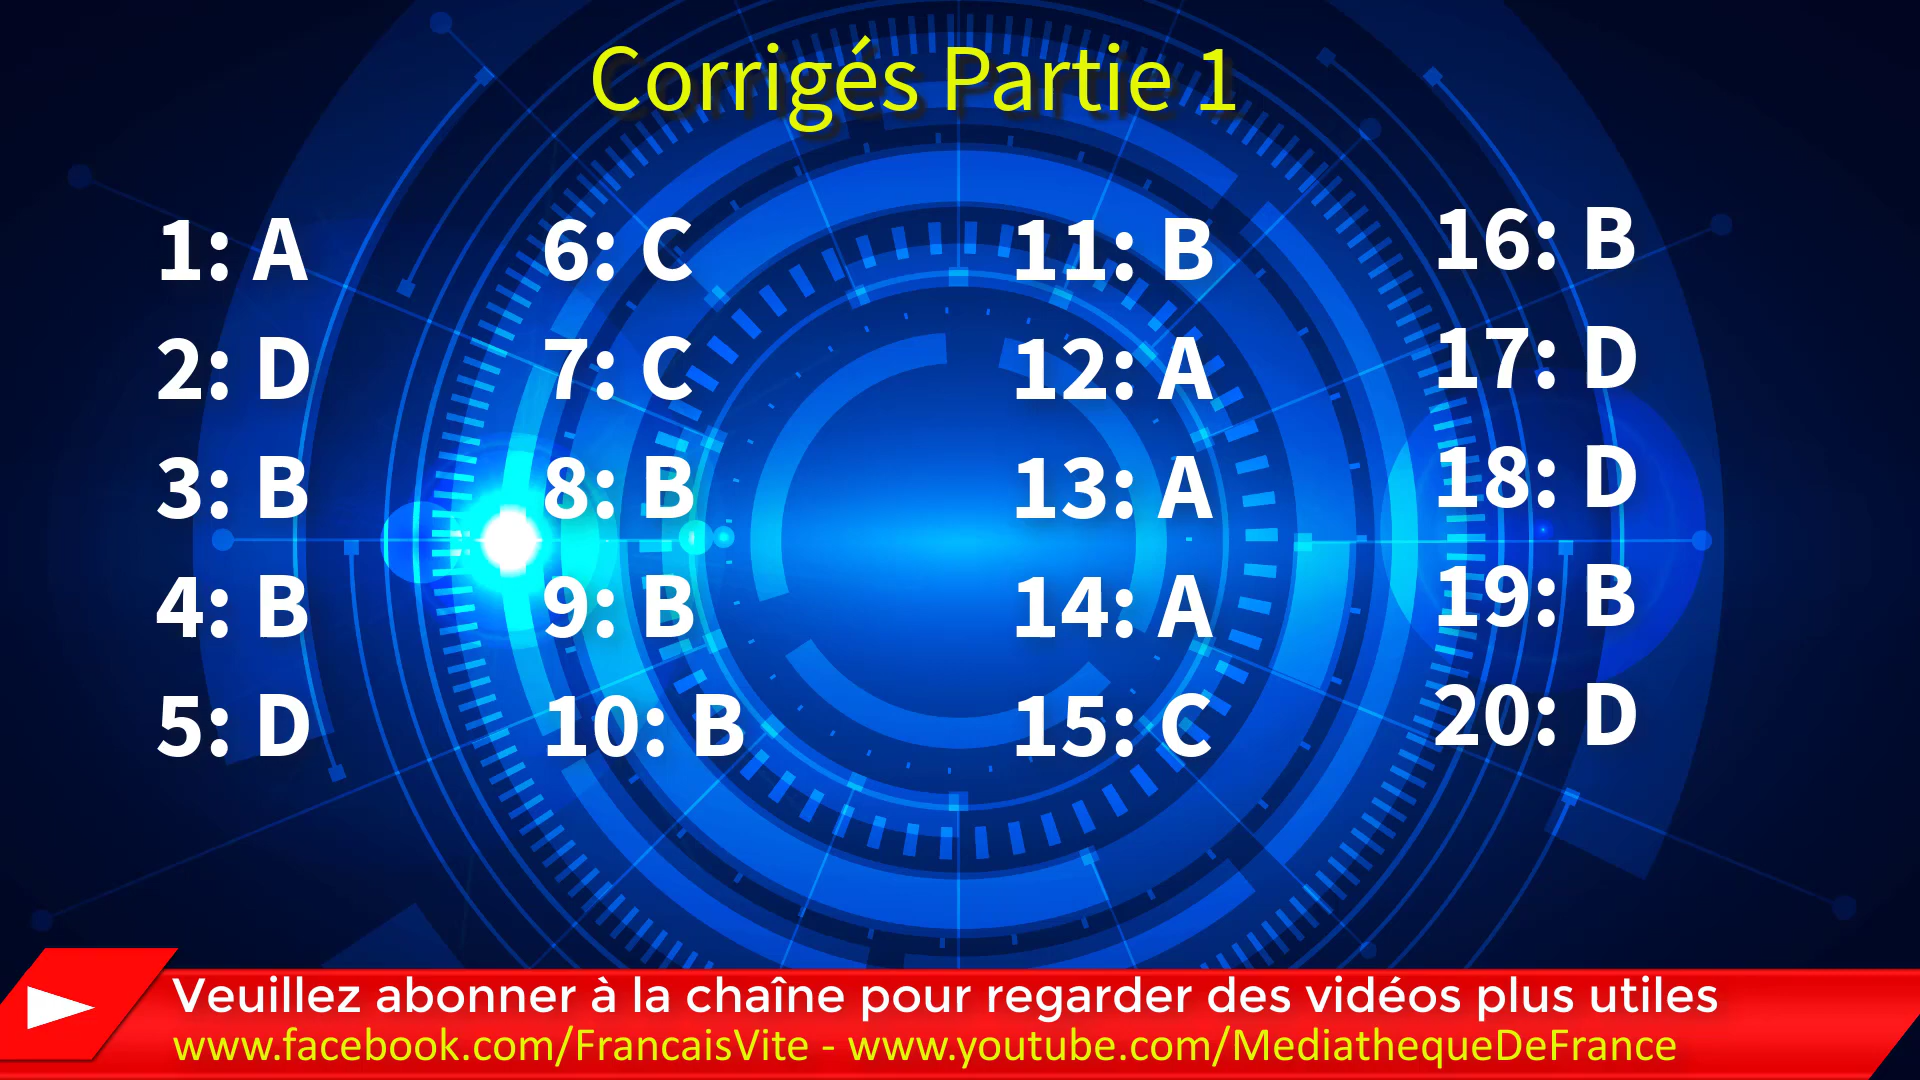 Corrigés Partie 1
1: A
2: D
3: B
4: B
5: D
6: C
7: C
8: B
9: B
10: B
11: B
12: A
13: A
14: A
15: C
16: B
17: D
18: D
19: B
20: D
Veuillez abonner à la chaîne pour regarder des vidéos plus utiles
www.facebook.com/FrancaisVite - www.youtube.com/MediathequeDeFrance